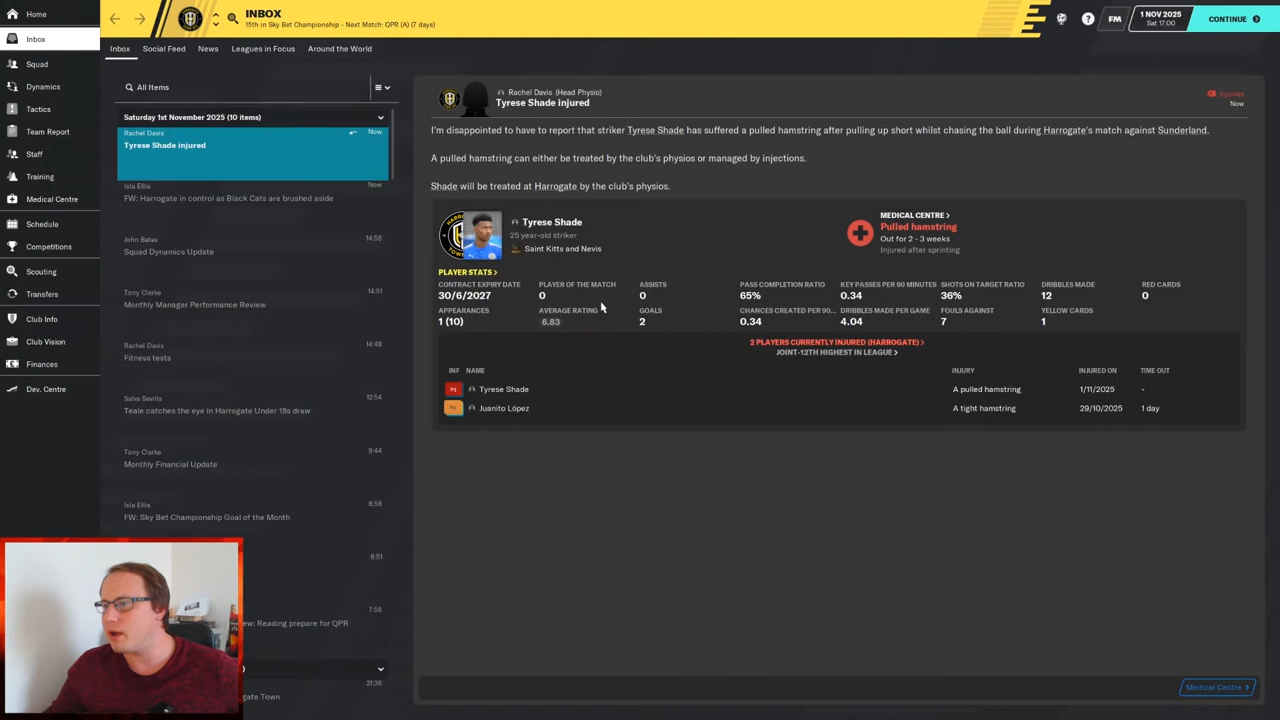 Home
Inbox
Squad
Dynamics
Tactics
Team Report
Staff
Training
Medical Centre
Schedule
Competitions
Scouting
Transfers
Club Info
Club Vision
Finances
Dev. Centre
INBOX
15th in Sky Bet Championship - Next Match: QPR (A) (7 days)
FM
1 NOV 2025
Sat 17:00
CONTINUE
Inbox
Social Feed
News
Leagues in Focus
Around the World
All Items
Saturday 1st November 2025 (10 items)
Rachel Davis
Now
Tyrese Shade injured
Isla Ellis
Now
FW: Harrogate in control as Black Cats are brushed aside
John Bates
14:56
Squad Dynamics Update
Tony Clarke
14:51
Monthly Manager Performance Review
Rachel Davis
14:48
Fitness tests
Salva Sevilla
12:54
Teale catches the eye in Harrogate Under 18s draw
Tony Clarke
9:44
Monthly Financial Update
Isla Ellis
8:58
FW: Sky Bet Championship Goal of the Month
8:51
7:56
Reading prepare for QPR
21:36
gate Town
Rachel Davis (Head Physio)
Tyrese Shade injured
Injuries
Now
I'm disappointed to have to report that striker Tyrese Shade has suffered a pulled hamstring after pulling up short whilst chasing the ball during Harrogate's match against Sunderland.
A pulled hamstring can either be treated by the club's physios or managed by injections.
Shade will be treated at Harrogate by the club's physios.
Tyrese Shade
25 year-old striker
Saint Kitts and Nevis
MEDICAL CENTRE >
Pulled hamstring
Out for 2 - 3 weeks
Injured after sprinting
PLAYER STATS >
CONTRACT EXPIRY DATE
30/6/2027
PLAYER OF THE MATCH
0
ASSISTS
0
PASS COMPLETION RATIO
65%
KEY PASSES PER 90 MINUTES
0.34
SHOTS ON TARGET RATIO
36%
DRIBBLES MADE
12
RED CARDS
0
APPEARANCES
1 (10)
AVERAGE RATING
6.83
GOALS
2
CHANCES CREATED PER 90...
0.34
DRIBBLES MADE PER GAME
4.04
FOULS AGAINST
7
YELLOW CARDS
1
2 PLAYERS CURRENTLY INJURED (HARROGATE) >
JOINT-12TH HIGHEST IN LEAGUE >
INF NAME INJURY INJURED ON TIME OUT
Inj Tyrese Shade A pulled hamstring 1/11/2025 -
Inj Juanito López A tight hamstring 29/10/2025 1 day
Medical Centre >